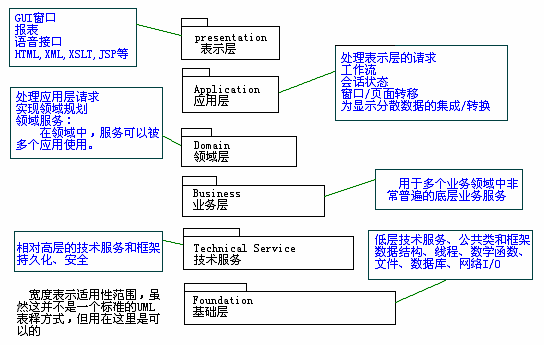 GUI窗口
报表
语音接口
HTML,XML,XSLT,JSP等
presentation
表示层
处理表示层的请求
工作流
会话状态
窗口/页面转移
为显示分散数据的集成/转换
Application
应用层
处理应用层请求
实现领域规划
领域服务：
在领域中，服务可以被
多个应用使用。
Domain
领域层
Business
业务层
用于多个业务领域中非
常普遍的底层业务服务
相对高层的技术服务和框架
持久化、安全
Technical Service
技术服务
低层技术服务、公共类和框架
数据结构、线程、数学函数、
文件、数据库、网络I/O
宽度表示适用性范围，虽
然这并不是一个标准的UML
表释方式，但用在这里是可
以的
Foundation
基础层